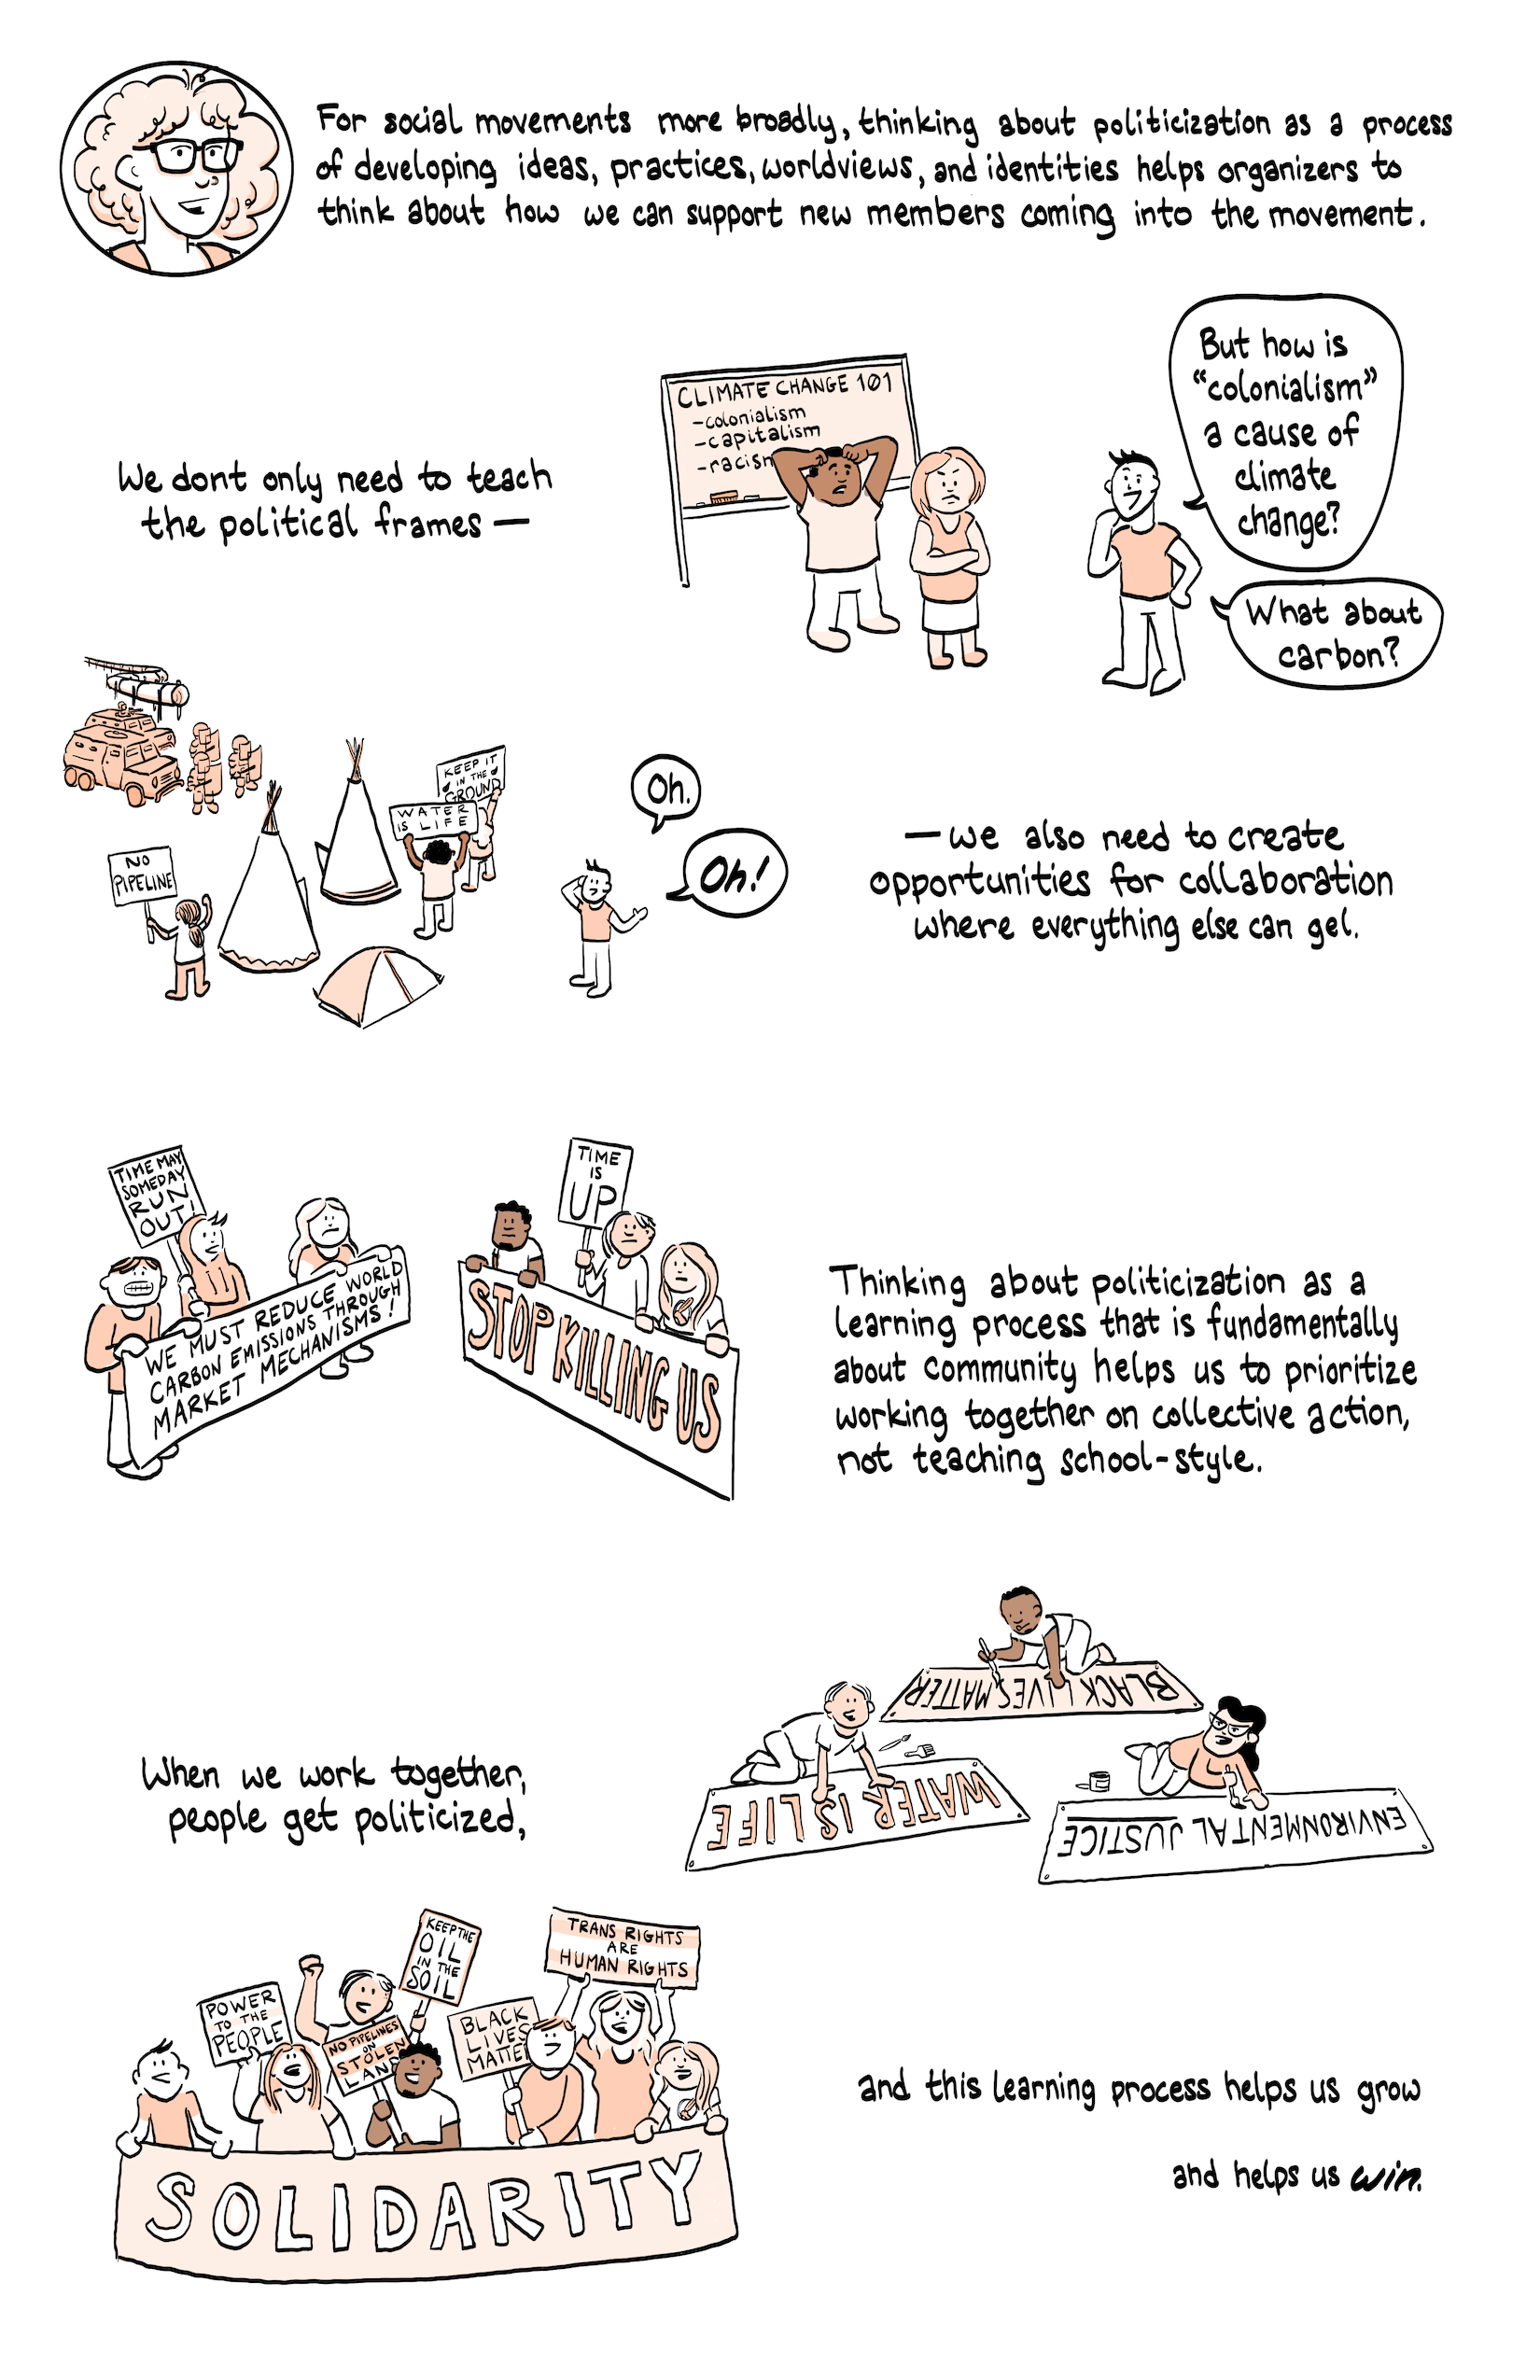 For social movements more broadly, thinking about politicization as a process
of developing ideas, practices, worldviews, and identities helps organizers to
think about how we can support new members coming into the movement.
We dont only need to teach
the political frames —
CLIMATE CHANGE 101
-colonialism
-capitalism
-racism
But how is
"colonialism"
a cause of
climate
change?
What about
carbon?
NO
PIPELINE
WATER
IS LIFE
KEEP IT
IN THE
GROUND
Oh.
Oh!
— we also need to create
opportunities for collaboration
where everything else can gel.
TIME MAY
SOMEDAY
RUN
OUT!
WE MUST REDUCE WORLD
CARBON EMISSIONS THROUGH
MARKET MECHANISMS!
TIME
IS
UP
STOP KILLING US
Thinking about politicization as a
learning process that is fundamentally
about community helps us to prioritize
working together on collective action,
not teaching school-style.
When we work together,
people get politicized,
BLACK LIVES MATTER
WATER IS LIFE
ENVIRONMENTAL JUSTICE
POWER
TO THE
PEOPLE
NO PIPELINES
ON
STOLEN
LAND
KEEP THE
OIL
IN THE
SOIL
BLACK
LIVES
MATTER
TRANS RIGHTS
ARE
HUMAN RIGHTS
SOLIDARITY
and this learning process helps us grow
and helps us win.